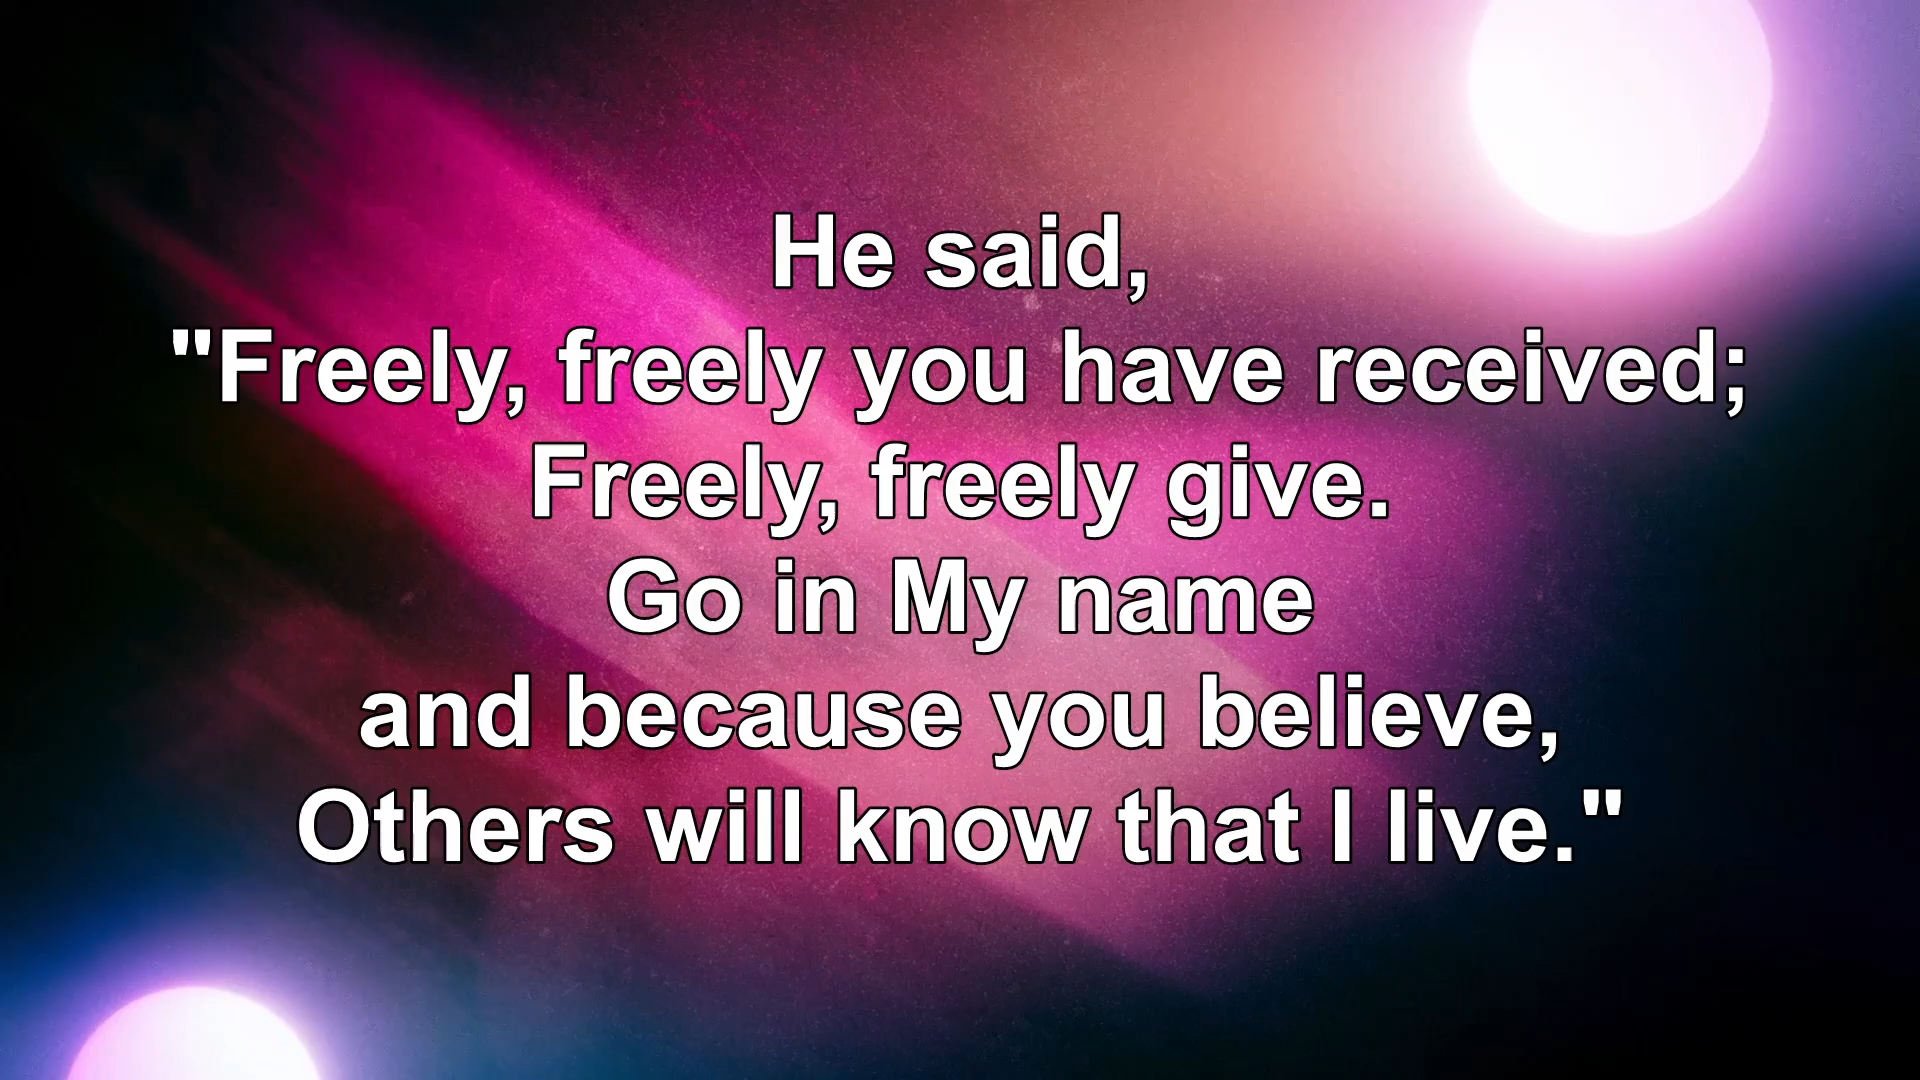 He said,
"Freely, freely you have received;
Freely, freely give.
Go in My name
and because you believe,
Others will know that I live."